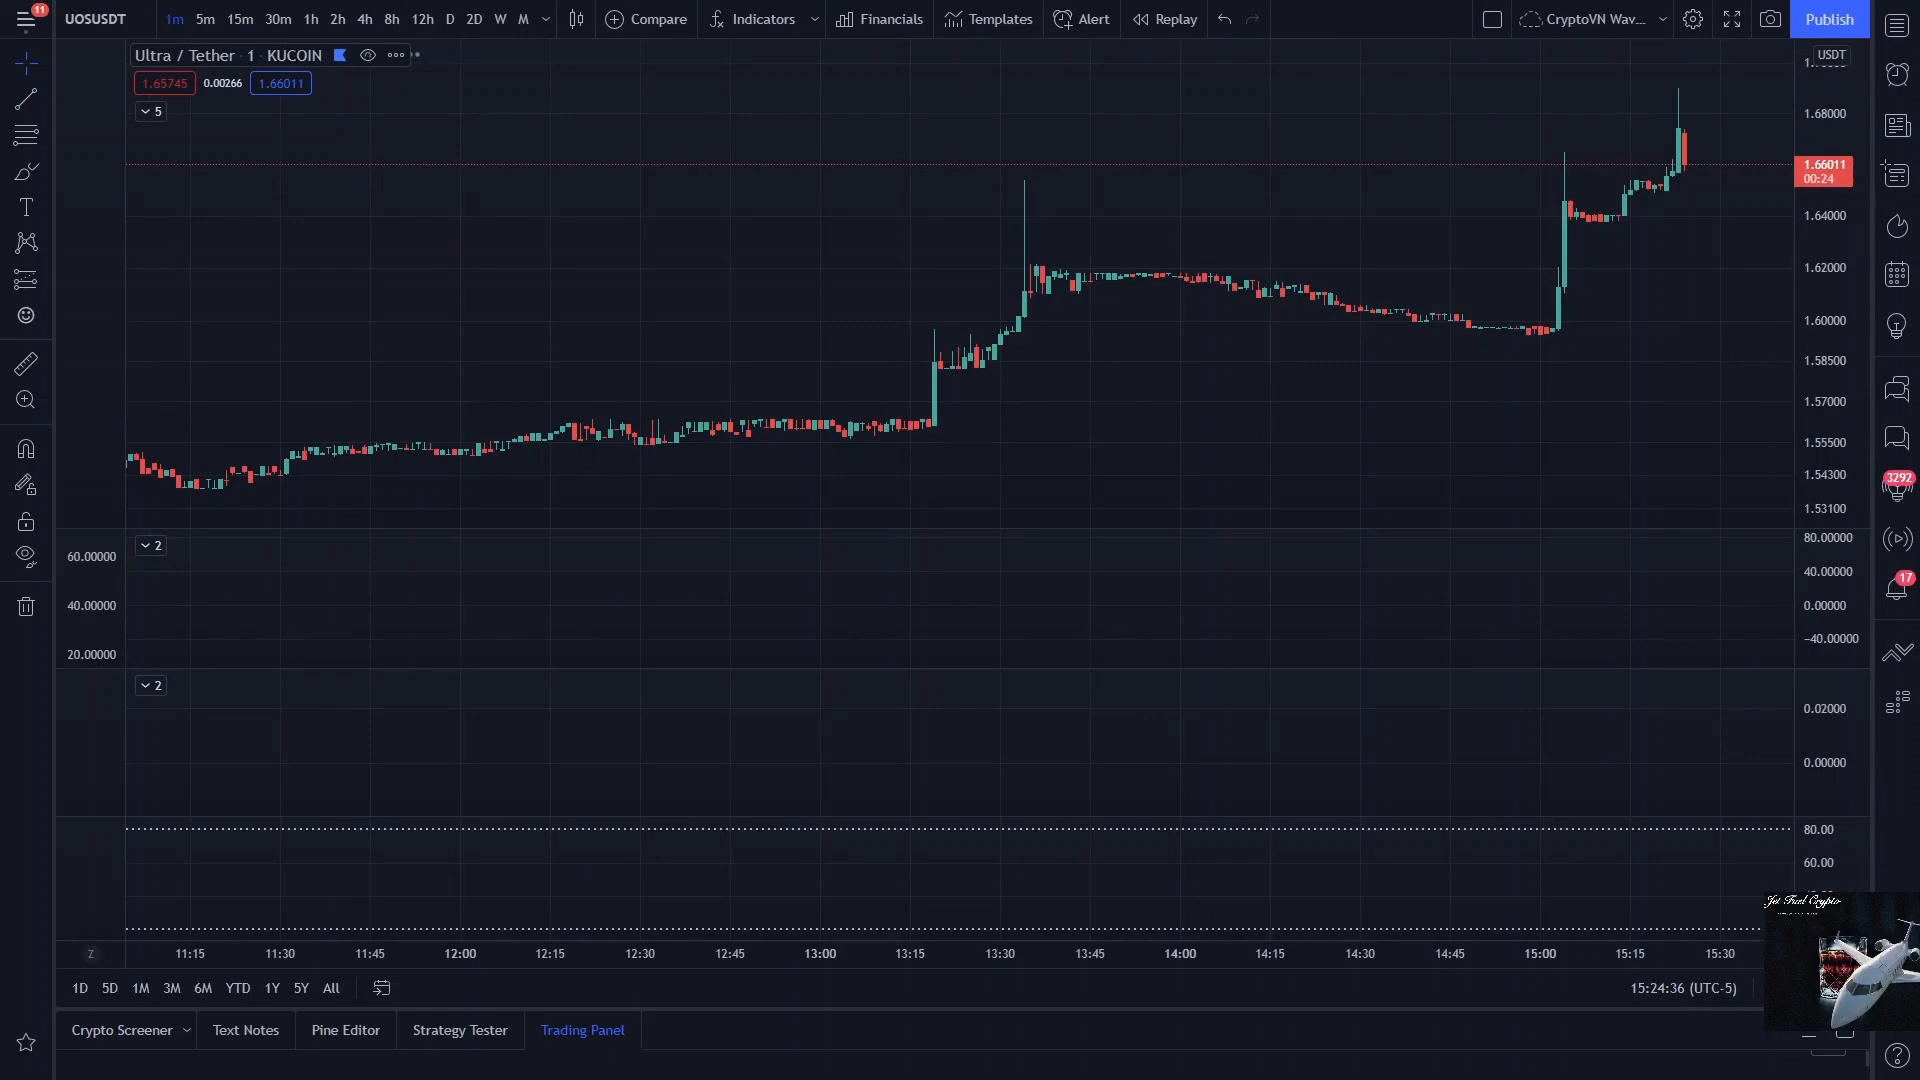 11
UOSUSDT
1m 5m 15m 30m 1h 2h 4h 8h 12h D 2D W M
Compare
Indicators
Financials
Templates
Alert
Replay
CryptoVN Wav...
Publish
Ultra / Tether · 1 · KUCOIN
USDT
1.65745 0.00266 1.66011
5
1.68000
1.66011
00:24
1.64000
1.62000
1.60000
1.58500
1.57000
1.55500
1.54300
1.53100
3292
17
2
60.00000
40.00000
20.00000
80.00000
40.00000
0.00000
−40.00000
2
0.02000
0.00000
80.00
60.00
Jet Fuel Crypto
Z
11:15 11:30 11:45 12:00 12:15 12:30 12:45 13:00 13:15 13:30 13:45 14:00 14:15 14:30 14:45 15:00 15:15 15:30
1D 5D 1M 3M 6M YTD 1Y 5Y All
15:24:36 (UTC-5)
Crypto Screener
Text Notes
Pine Editor
Strategy Tester
Trading Panel